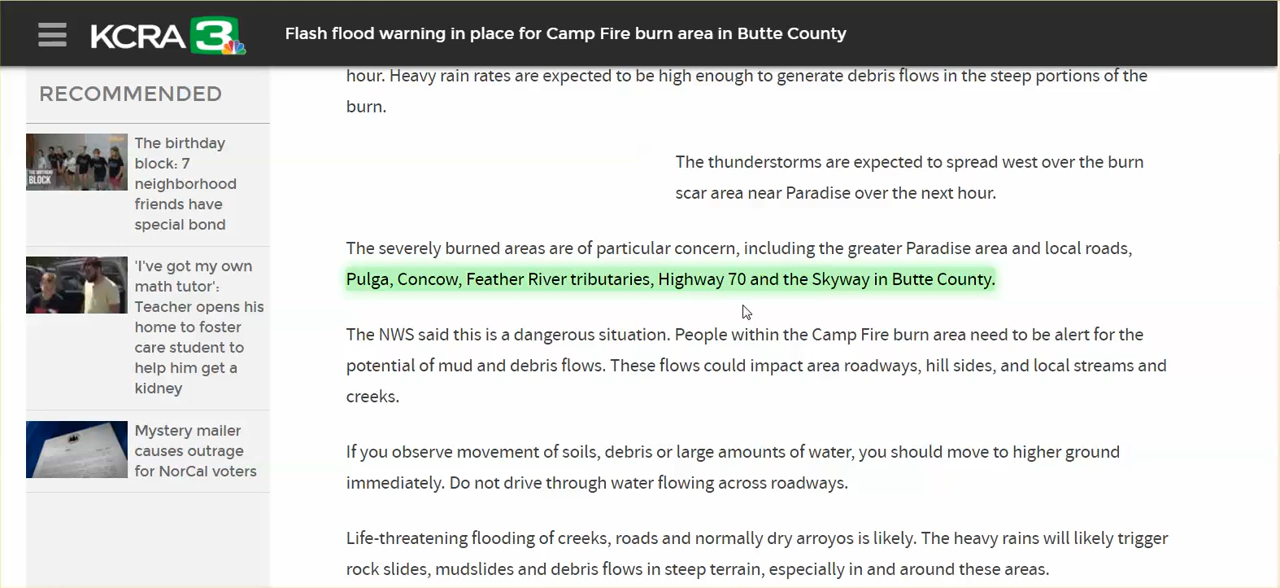 KCRA 3
Flash flood warning in place for Camp Fire burn area in Butte County
RECOMMENDED
The birthday
block: 7
neighborhood
friends have
special bond
'I've got my own
math tutor':
Teacher opens his
home to foster
care student to
help him get a
kidney
Mystery mailer
causes outrage
for NorCal voters
hour. Heavy rain rates are expected to be high enough to generate debris flows in the steep portions of the
burn.
The thunderstorms are expected to spread west over the burn
scar area near Paradise over the next hour.
The severely burned areas are of particular concern, including the greater Paradise area and local roads,
Pulga, Concow, Feather River tributaries, Highway 70 and the Skyway in Butte County.
The NWS said this is a dangerous situation. People within the Camp Fire burn area need to be alert for the
potential of mud and debris flows. These flows could impact area roadways, hill sides, and local streams and
creeks.
If you observe movement of soils, debris or large amounts of water, you should move to higher ground
immediately. Do not drive through water flowing across roadways.
Life-threatening flooding of creeks, roads and normally dry arroyos is likely. The heavy rains will likely trigger
rock slides, mudslides and debris flows in steep terrain, especially in and around these areas.